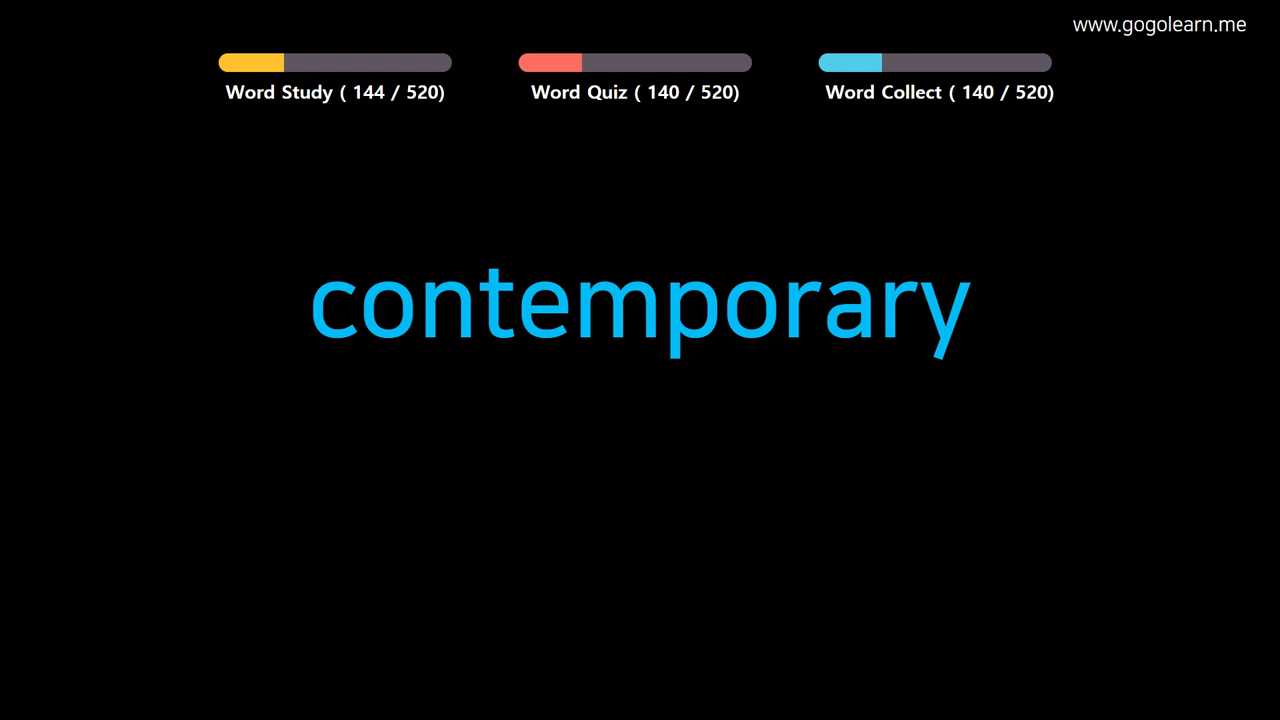 www.gogolearn.me
Word Study ( 144 / 520)
Word Quiz ( 140 / 520)
Word Collect ( 140 / 520)
contemporary